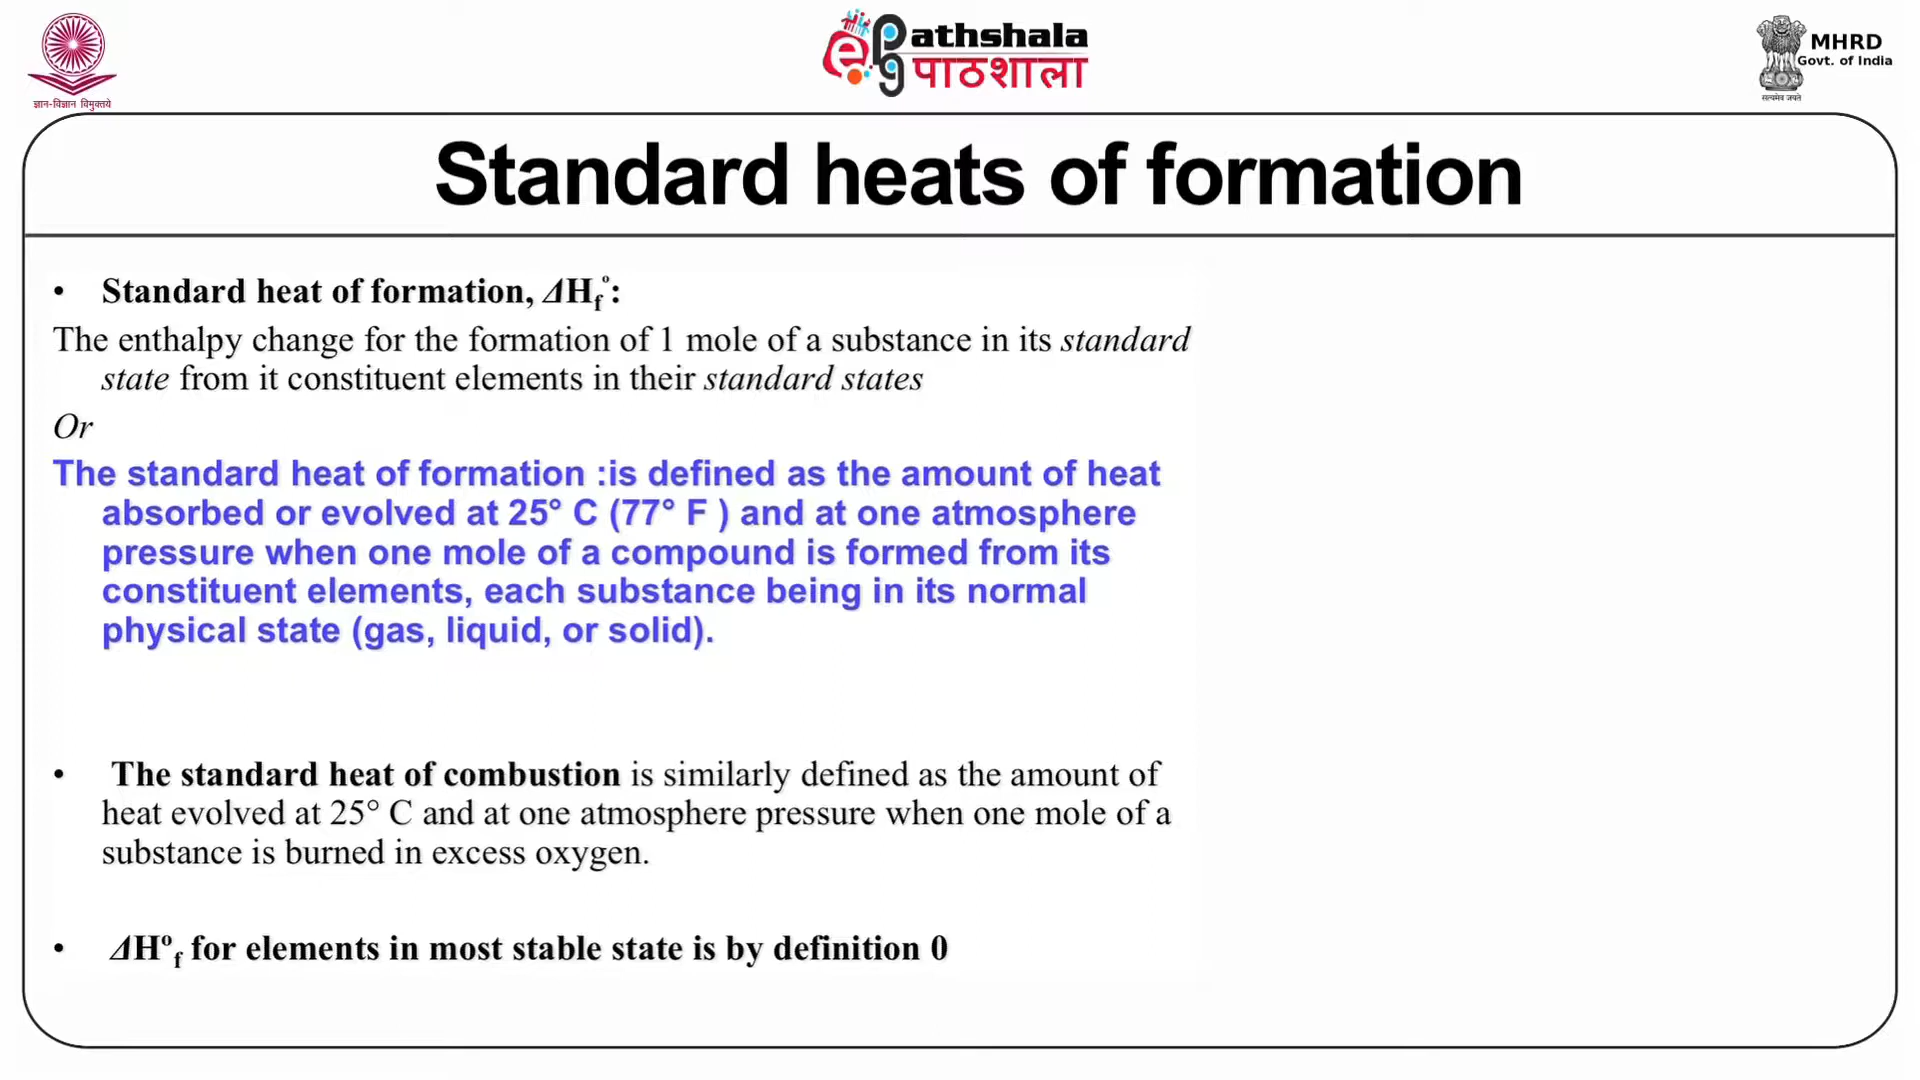 ज्ञान-विज्ञान विमुक्तये
ePathshala
पाठशाला
MHRD
Govt. of India
सत्यमेव जयते
Standard heats of formation
• Standard heat of formation, ΔHf°:
The enthalpy change for the formation of 1 mole of a substance in its standard
state from it constituent elements in their standard states
Or
The standard heat of formation :is defined as the amount of heat
absorbed or evolved at 25° C (77° F ) and at one atmosphere
pressure when one mole of a compound is formed from its
constituent elements, each substance being in its normal
physical state (gas, liquid, or solid).
• The standard heat of combustion is similarly defined as the amount of
heat evolved at 25° C and at one atmosphere pressure when one mole of a
substance is burned in excess oxygen.
• ΔHºf for elements in most stable state is by definition 0